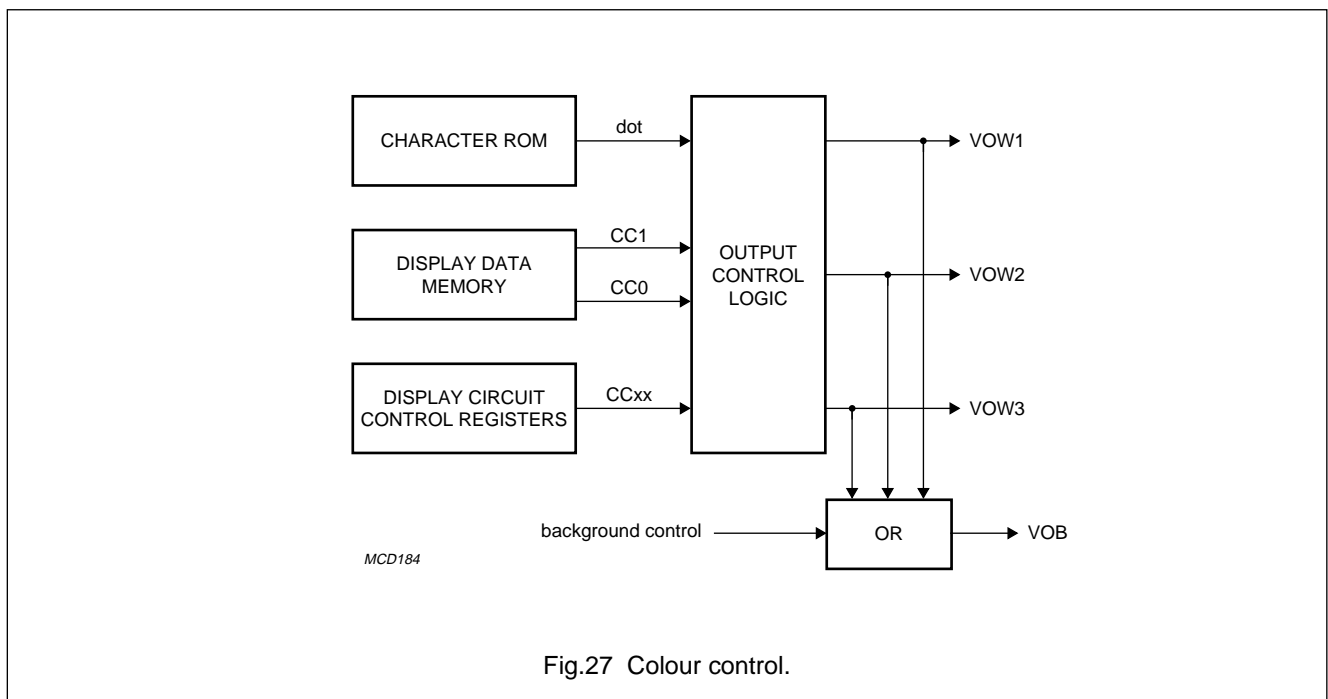 CHARACTER ROM
dot
DISPLAY DATA
MEMORY
CC1
CC0
DISPLAY CIRCUIT
CONTROL REGISTERS
CCxx
OUTPUT
CONTROL
LOGIC
VOW1
VOW2
VOW3
background control
OR
VOB
MCD184
Fig.27 Colour control.